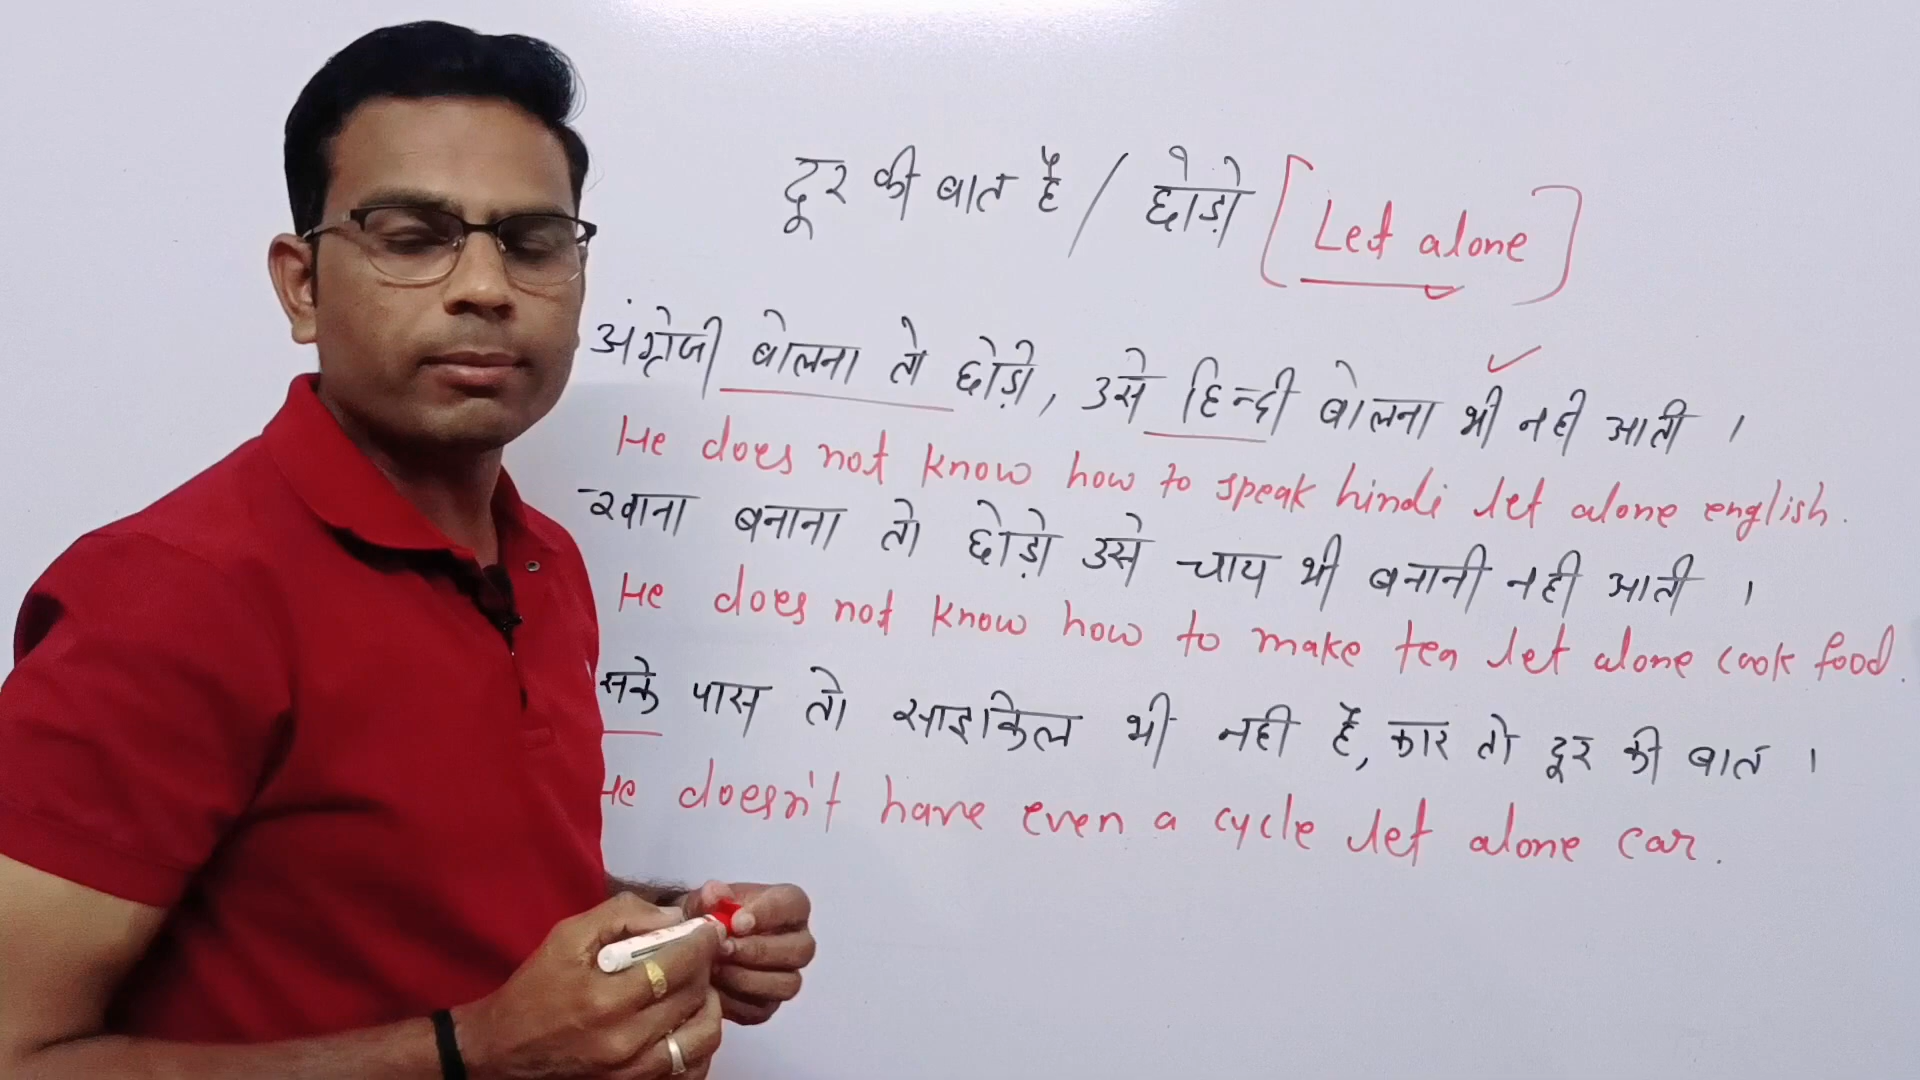 दूर की बात है / छोड़ो [Let alone]
अंग्रेजी बोलना तो छोड़ो, उसे हिन्दी बोलना भी नही आती ।
He does not know how to speak hindi let alone english.
खाना बनाना तो छोड़ो उसे चाय भी बनानी नही आती ।
He does not know how to make tea let alone cook food.
सके पास तो साइकिल भी नही है, कार तो दूर की बात ।
He doesn't have even a cycle let alone car.